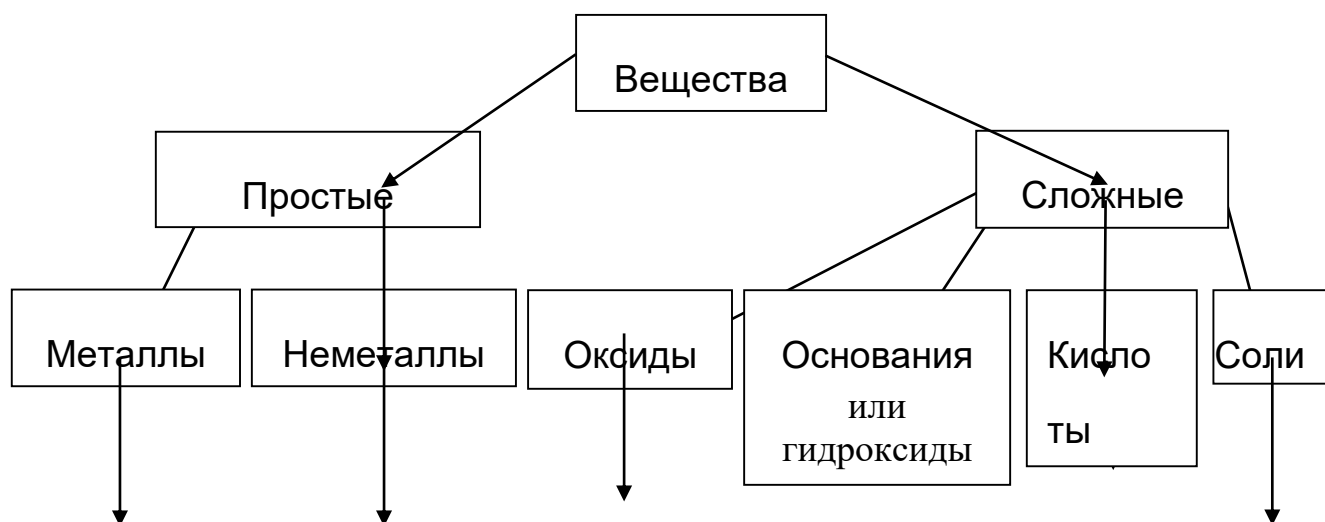 Вещества
Простые
Сложные
Металлы
Неметаллы
Оксиды
Основания
или
гидроксиды
Кисло
ты
Соли